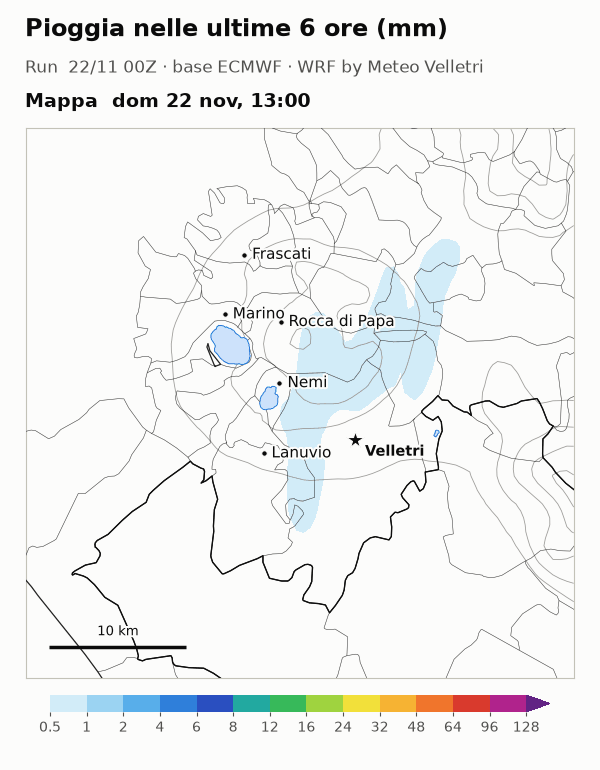 Pioggia nelle ultime 6 ore (mm)
Run  22/11 00Z · base ECMWF · WRF by Meteo Velletri
Mappa  dom 22 nov, 13:00
Frascati
Marino
Rocca di Papa
Nemi
Velletri
Lanuvio
10 km
0.5 1 2 4 6 8 12 16 24 32 48 64 96 128